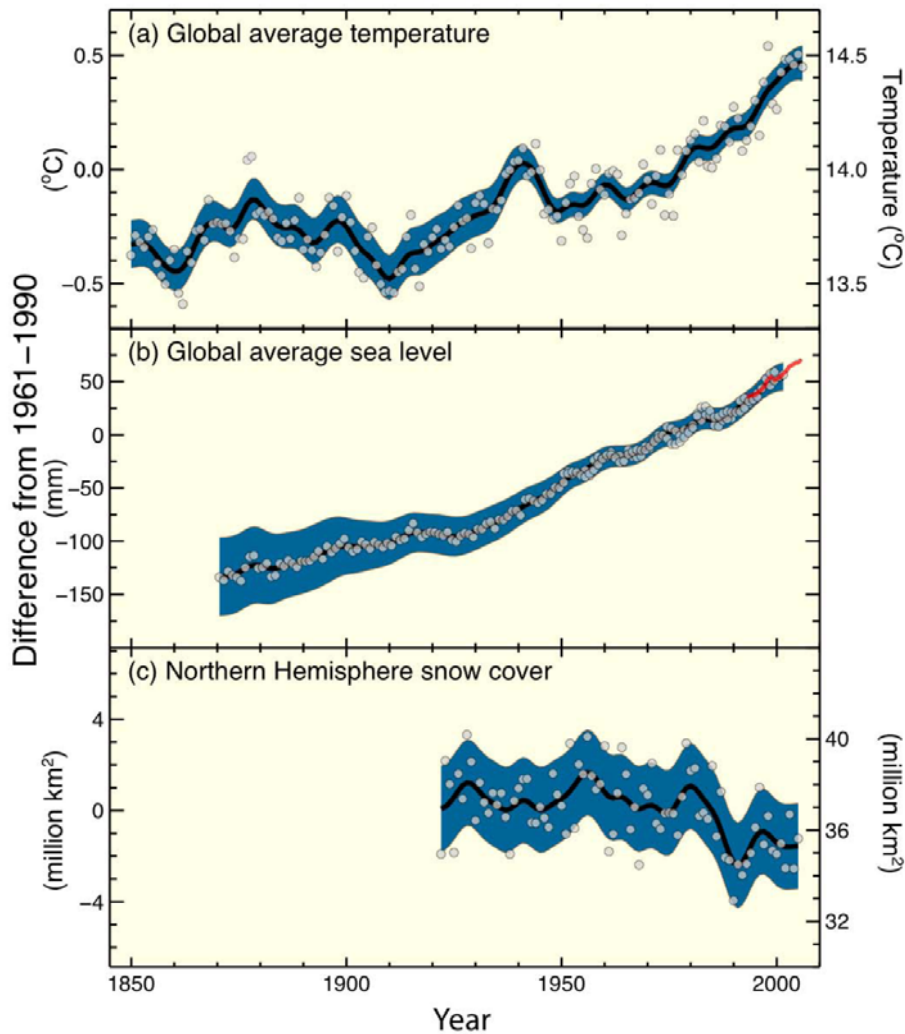 (a) Global average temperature
0.5
0.0
−0.5
(ºC)
14.5
14.0
13.5
Temperature (ºC)
Difference from 1961−1990
(b) Global average sea level
50
0
−50
−100
−150
(mm)
(c) Northern Hemisphere snow cover
4
0
−4
(million km²)
40
36
32
(million km²)
1850
1900
1950
2000
Year